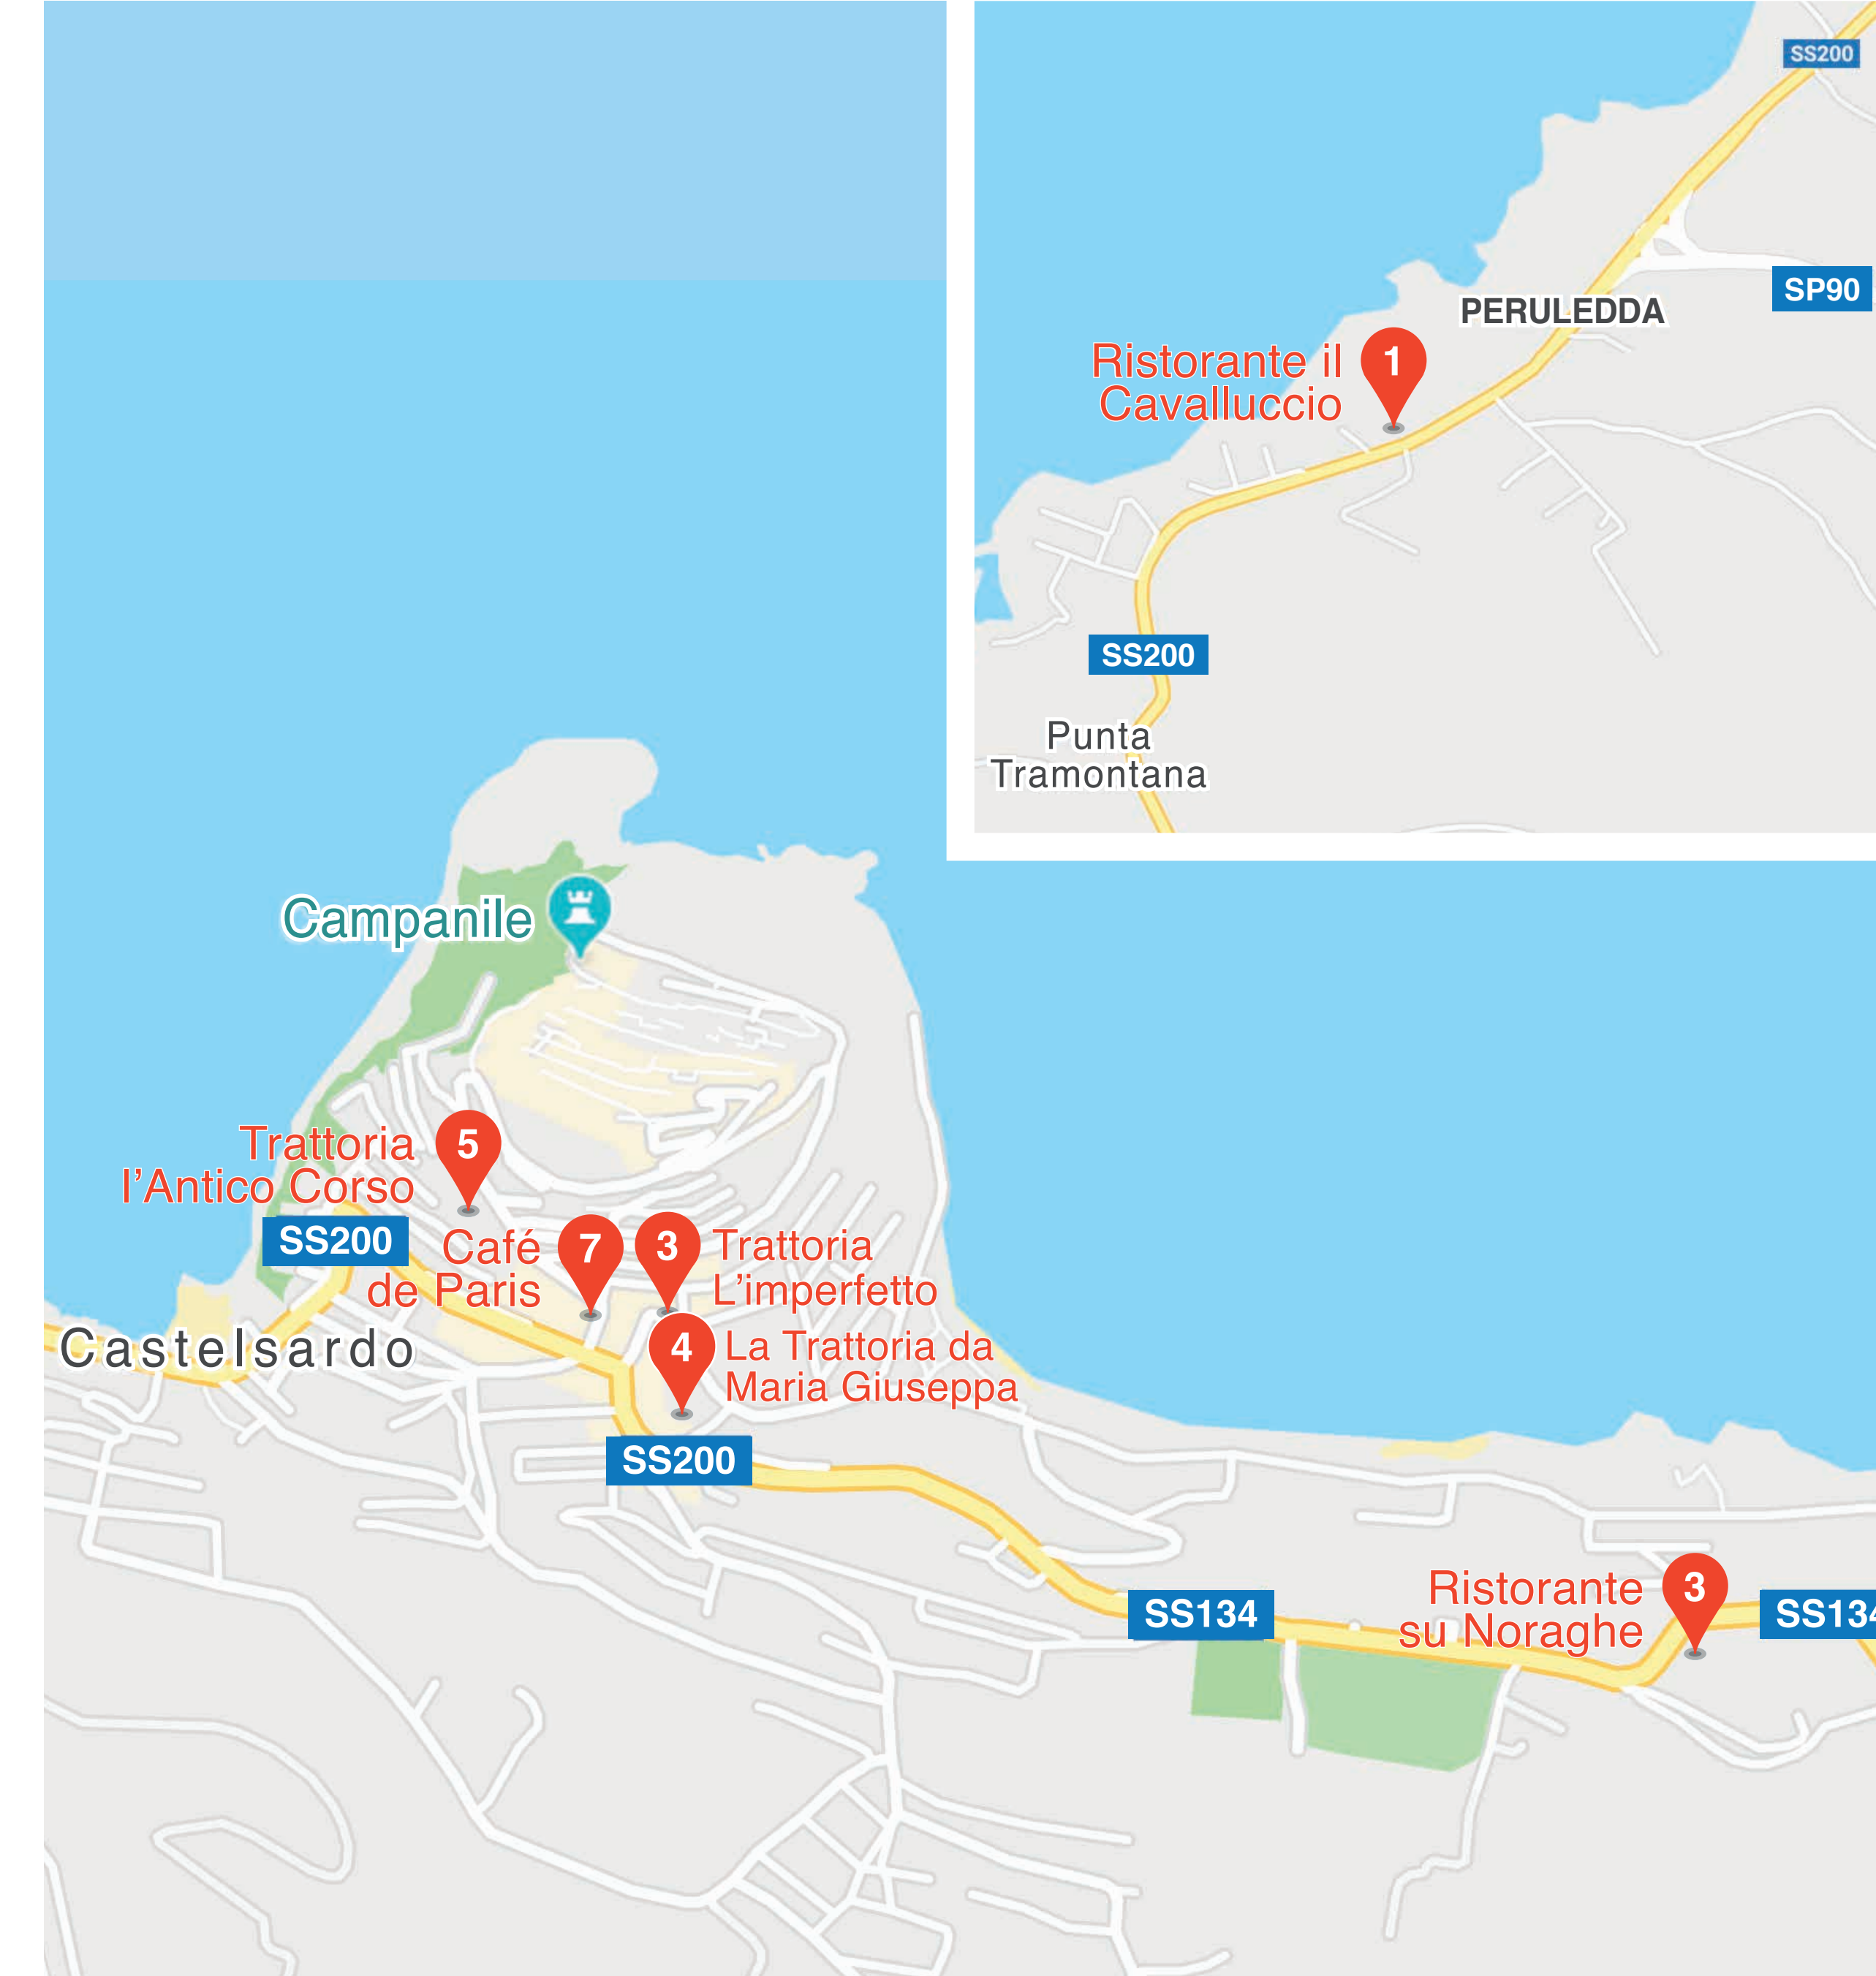 SS200
SP90
PERULEDDA
Ristorante il
Cavalluccio
1
SS200
Punta
Tramontana
Campanile
Trattoria
l’Antico Corso
5
SS200
Café
de Paris
7
3
Trattoria
L’imperfetto
Castelsardo
4
La Trattoria da
Maria Giuseppa
SS200
SS134
Ristorante
su Noraghe
3
SS134